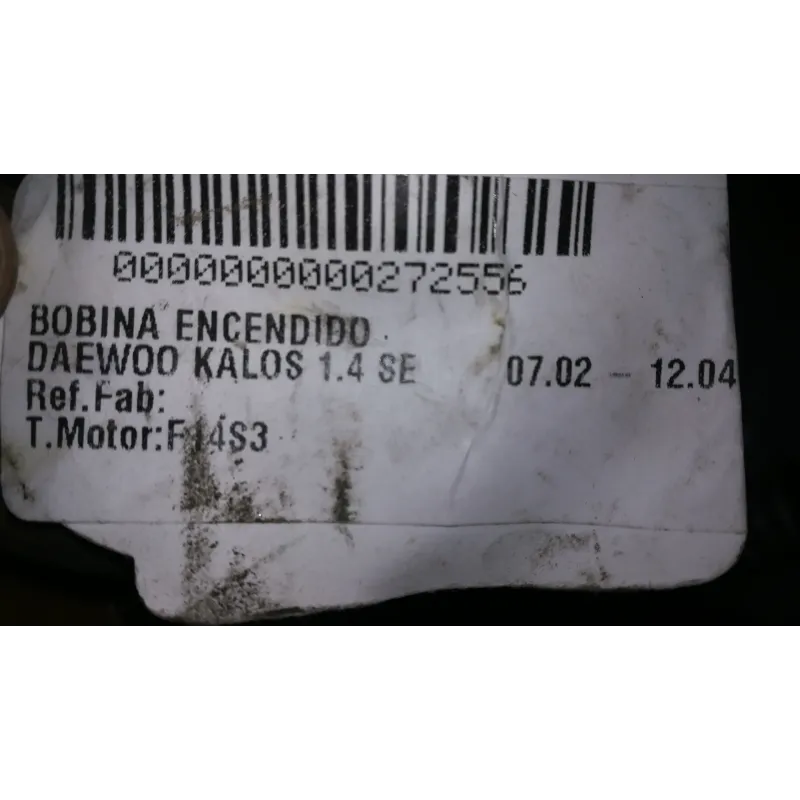 0000000000272556
BOBINA ENCENDIDO
DAEWOO KALOS 1.4 SE 07.02 - 12.04
Ref.Fab:
T.Motor:F14S3